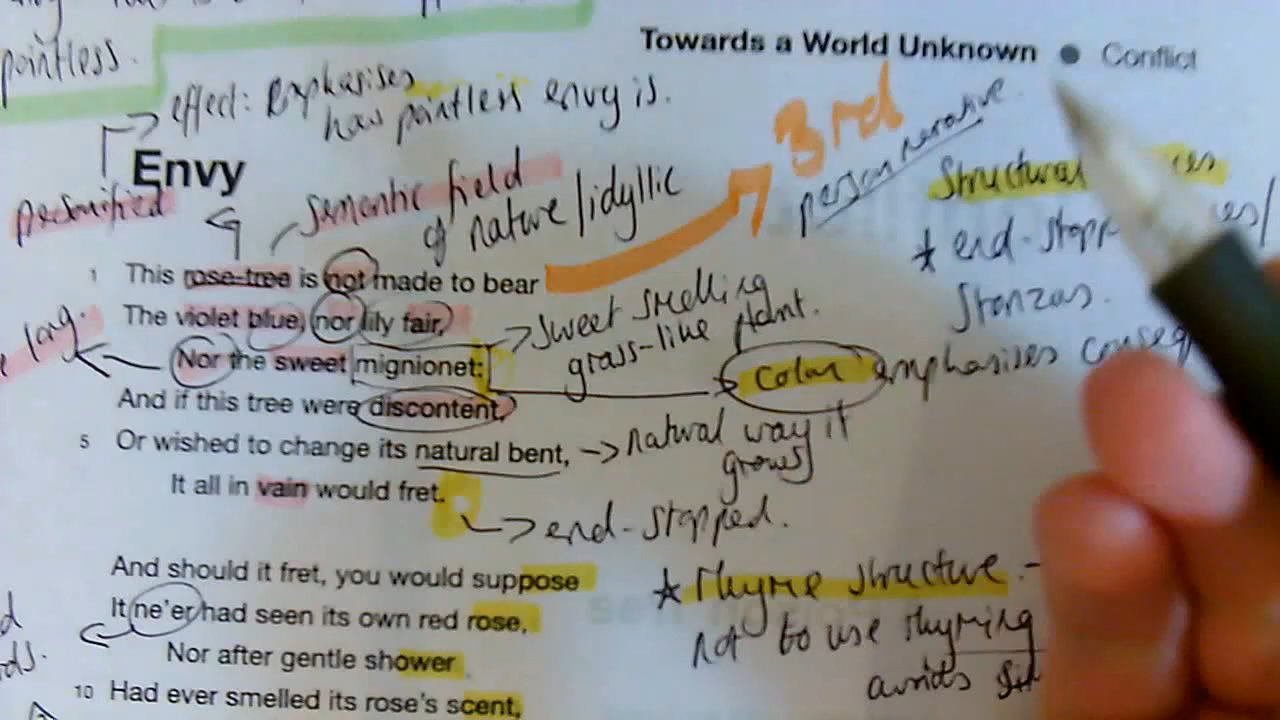 Towards a World Unknown ● Conflict
pointless.
effect: Emphasises
how pointless envy is.
3rd
person narative
Envy
personified
semantic field
of nature/idyllic
Structural
* end-stopp
Stanzas.
1 This rose-tree is not made to bear
The violet blue, nor lily fair,
Nor the sweet mignionet:
And if this tree were discontent,
5 Or wished to change its natural bent,
It all in vain would fret.
lang.
sweet smelling
grass-like plant.
Colon emphasises conseq
natural way it
grows
end-stopped.
And should it fret, you would suppose
It ne'er had seen its own red rose,
Nor after gentle shower
10 Had ever smelled its rose's scent,
* Rhyme structure -
not to use rhyming
avoids